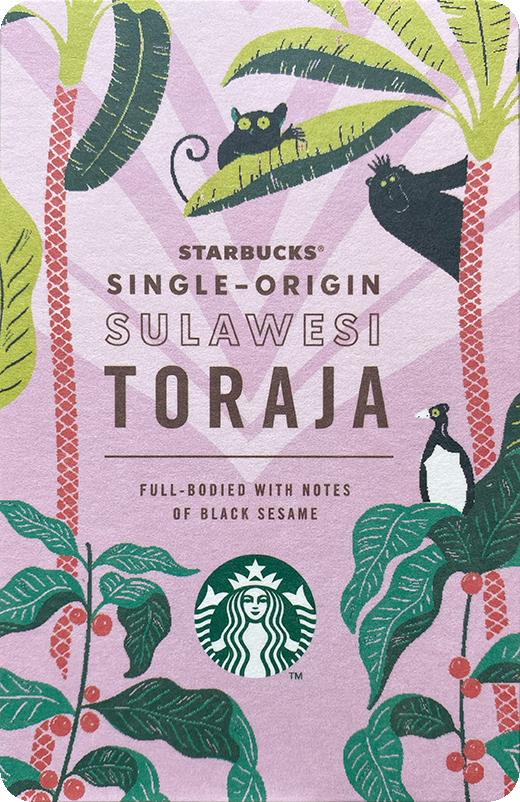 STARBUCKS®
SINGLE-ORIGIN
SULAWESI
TORAJA
FULL-BODIED WITH NOTES
OF BLACK SESAME
TM